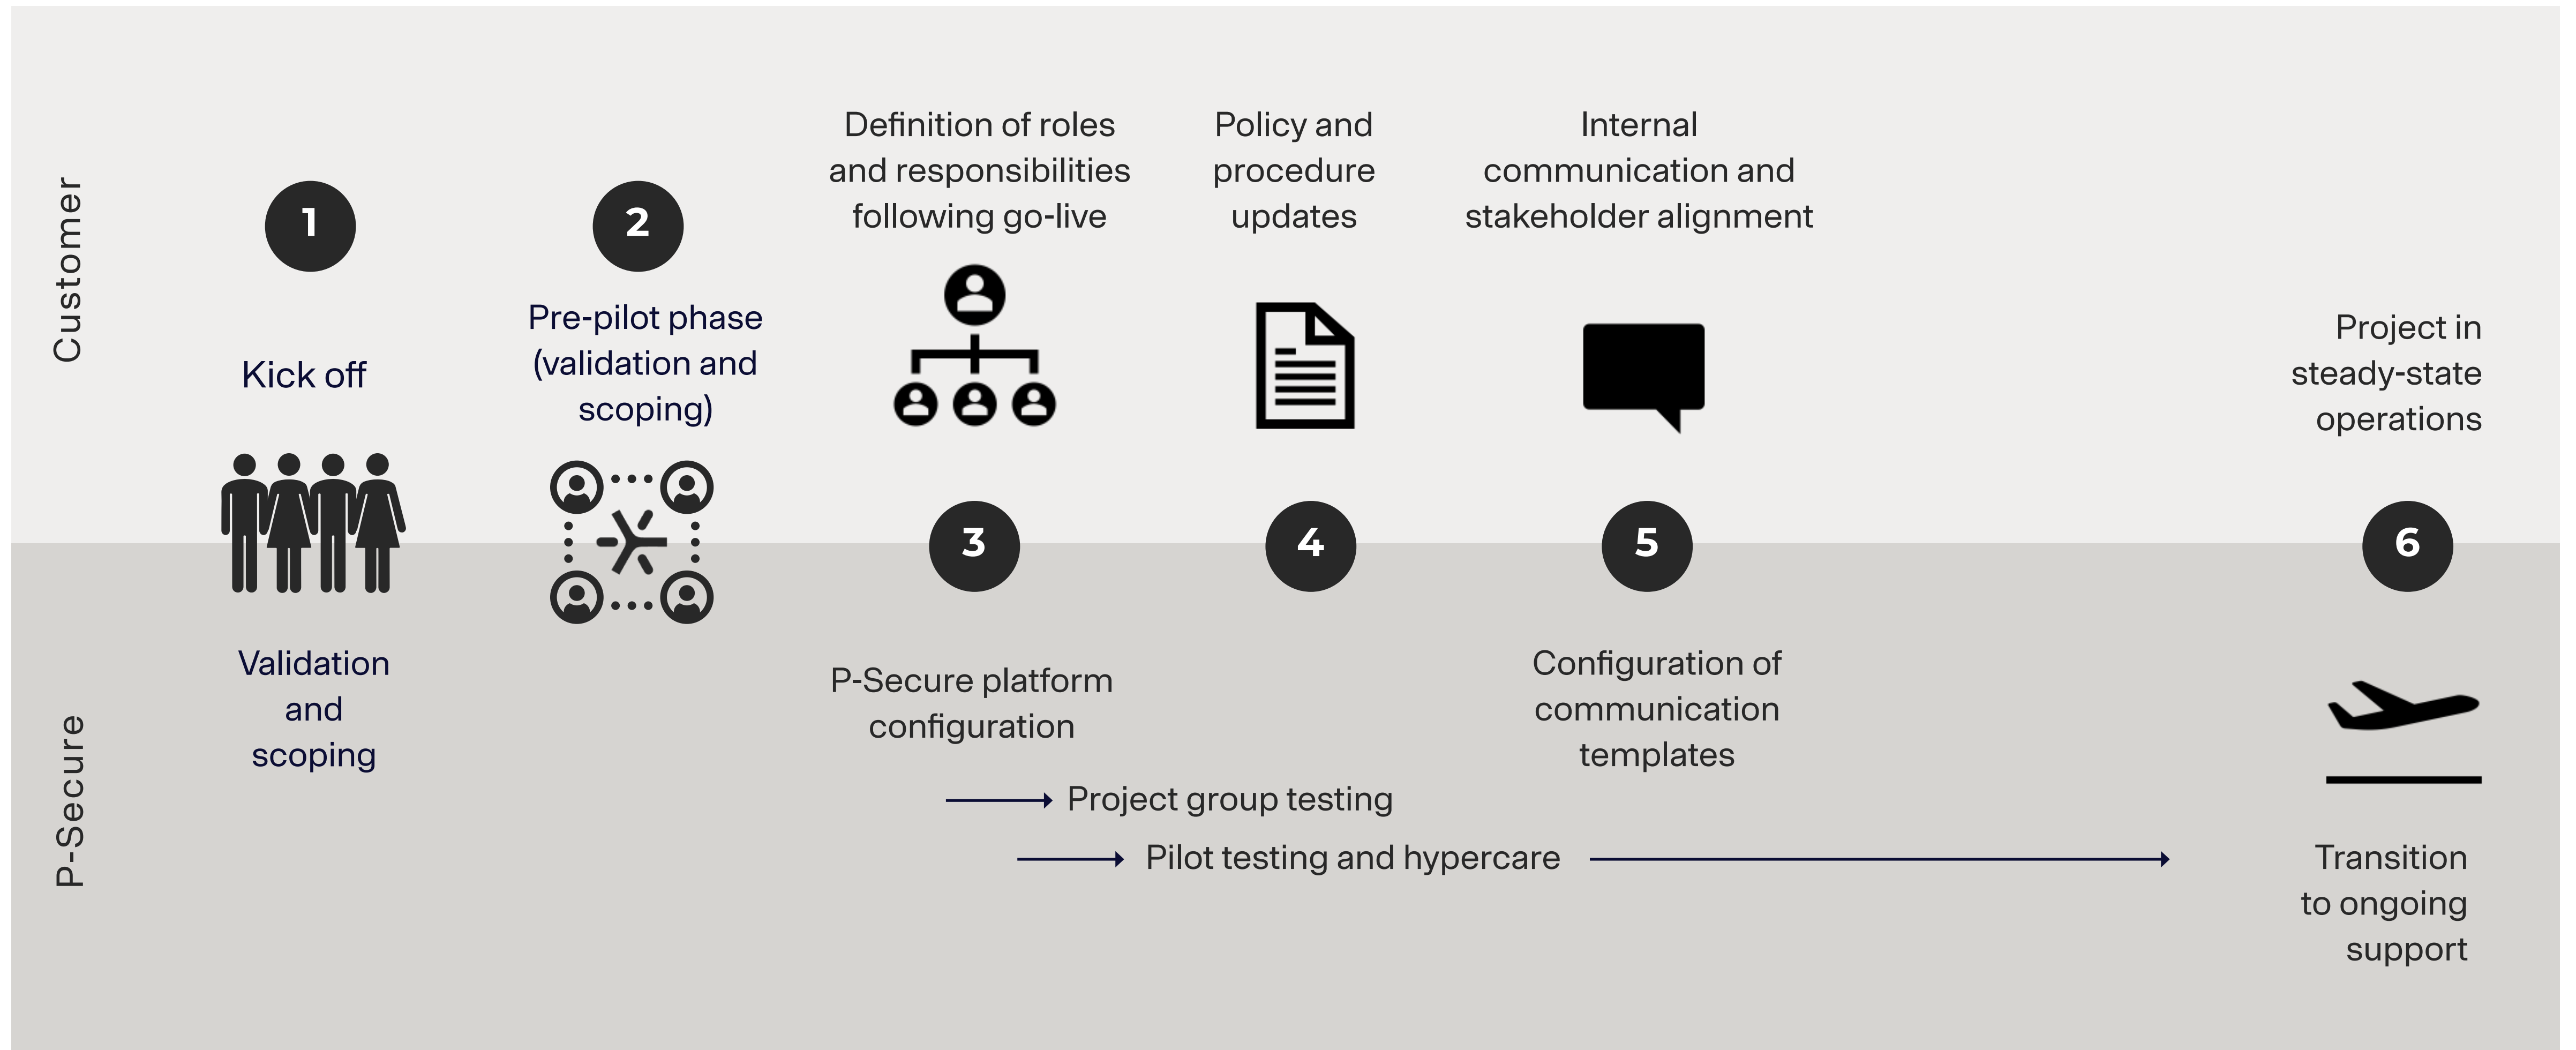 Customer
1
Kick off
Validation
and
scoping
2
Pre-pilot phase
(validation and
scoping)
Definition of roles
and responsibilities
following go-live
3
P-Secure platform
configuration
Policy and
procedure
updates
4
Internal
communication and
stakeholder alignment
5
Configuration of
communication
templates
Project group testing
Pilot testing and hypercare
Project in
steady-state
operations
6
Transition
to ongoing
support
P-Secure